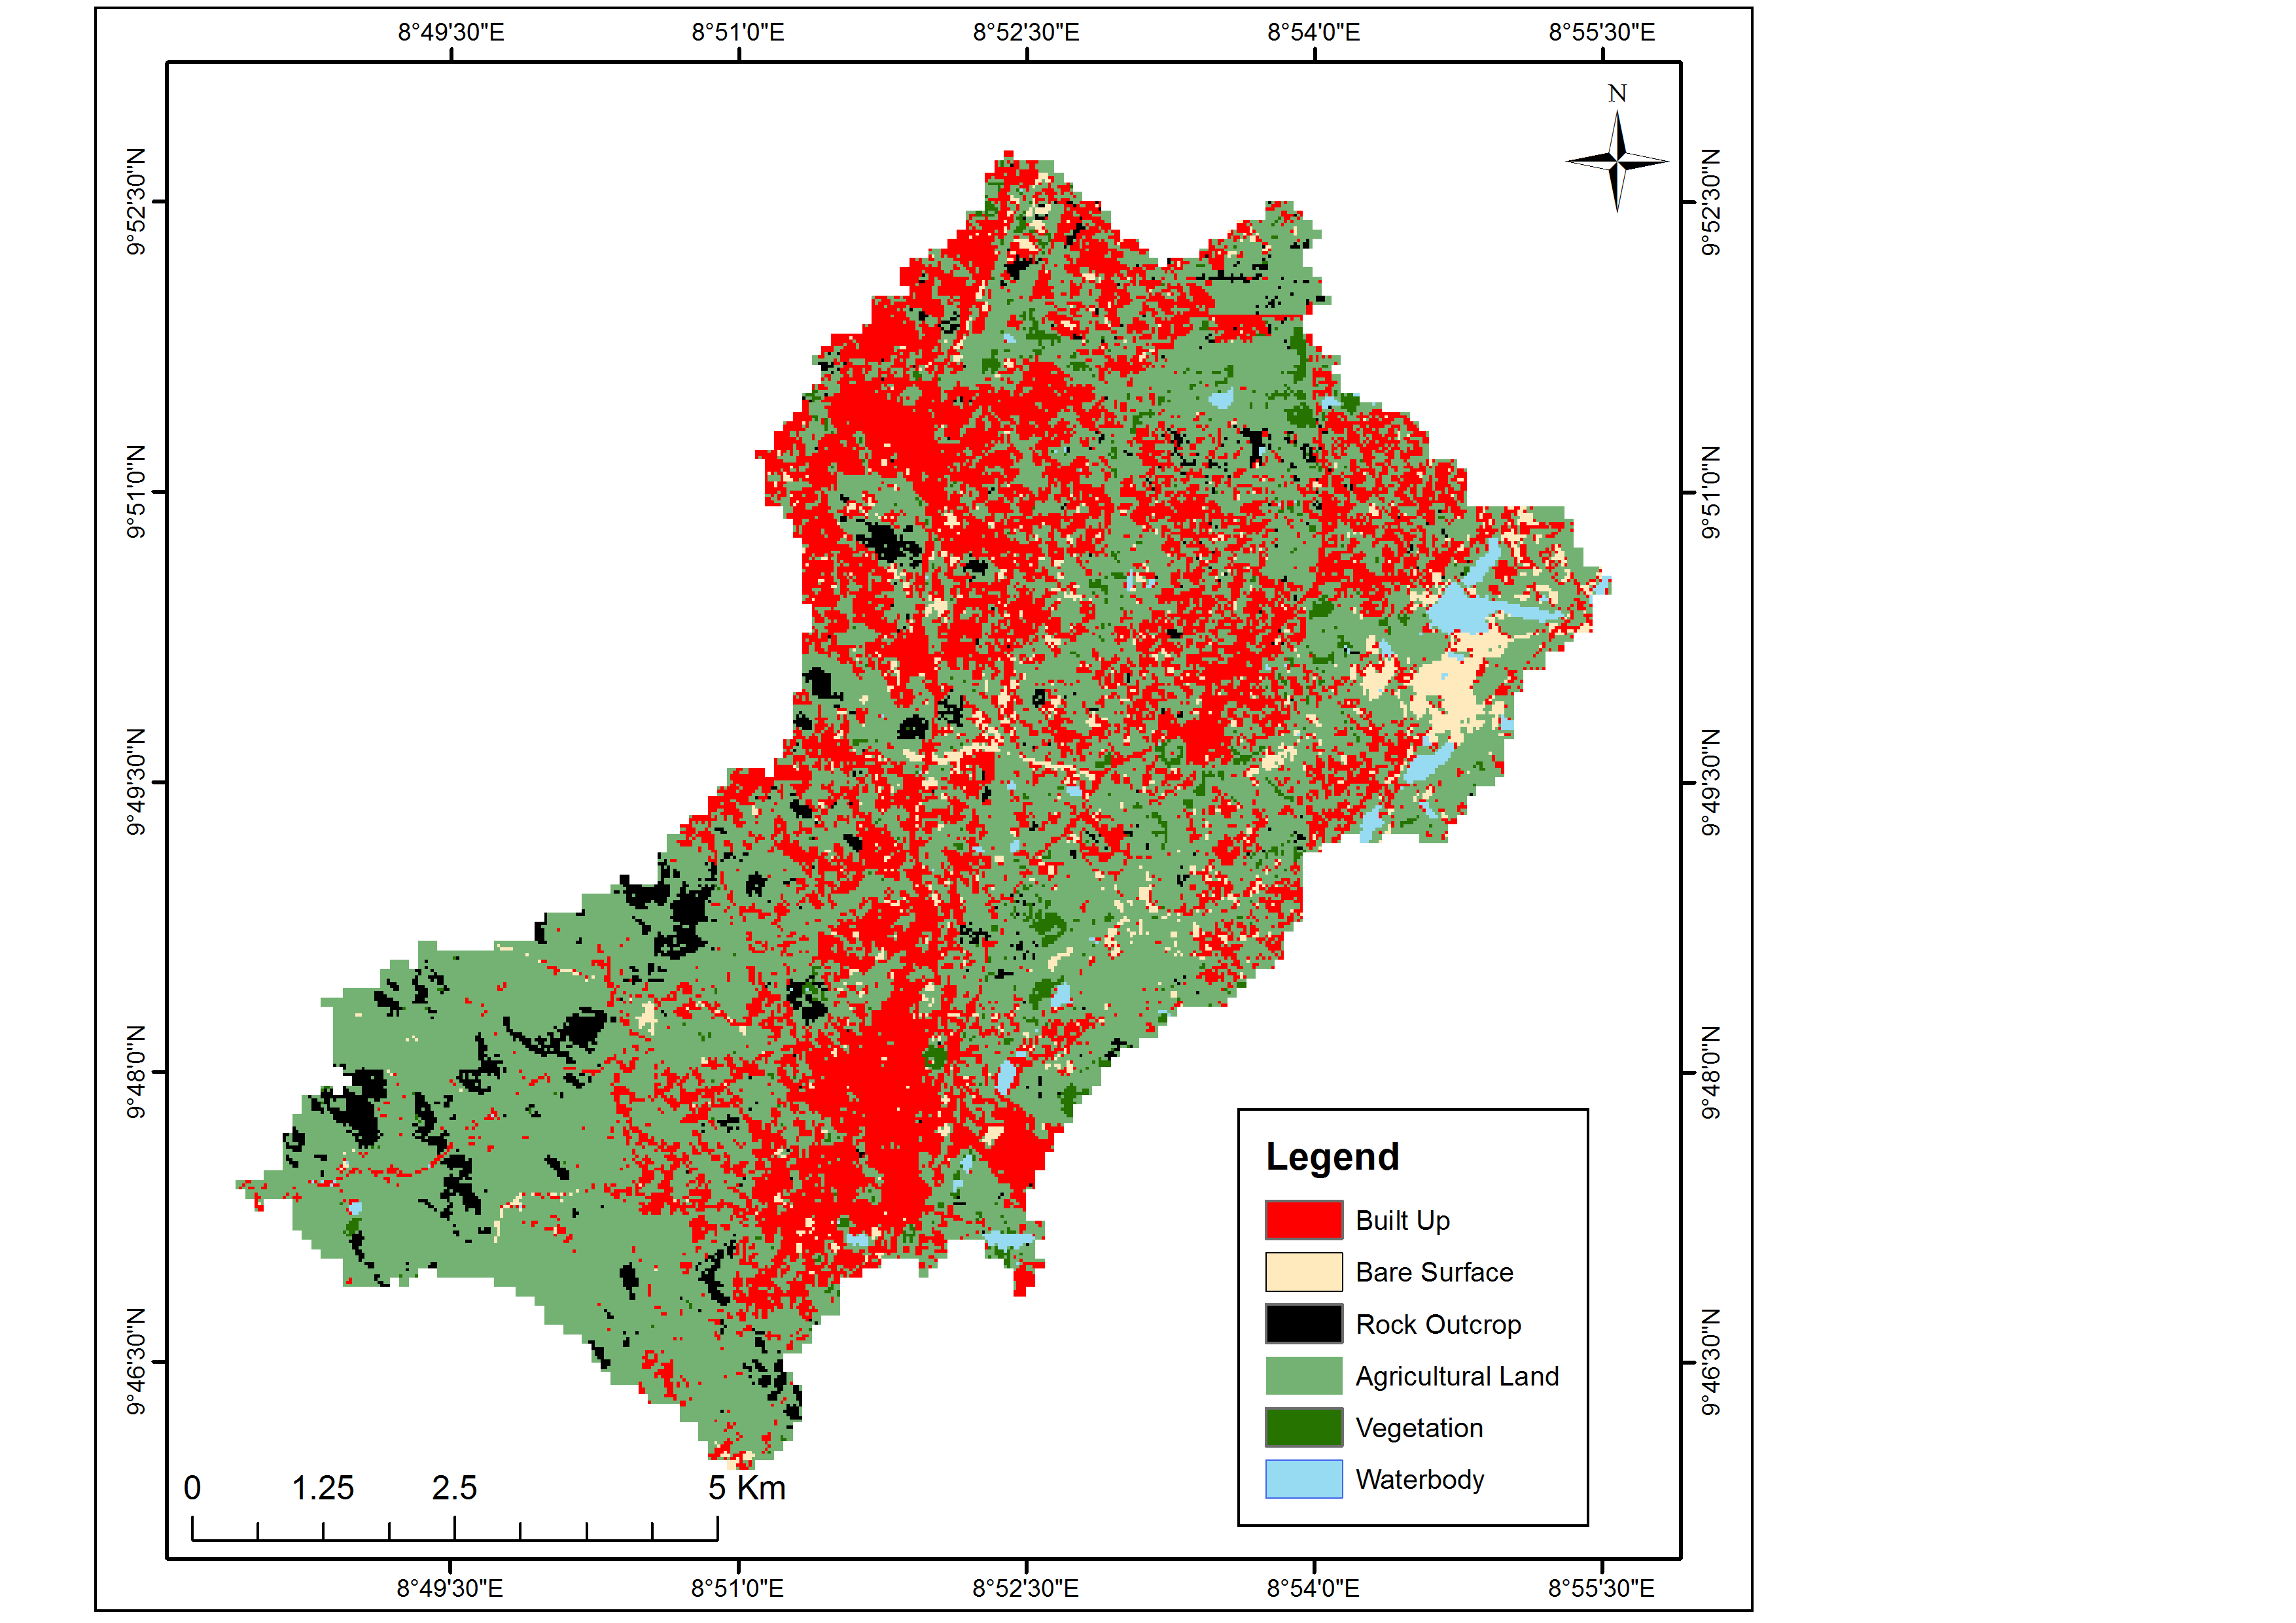 8°49'30"E 8°51'0"E 8°52'30"E 8°54'0"E 8°55'30"E
N
9°52'30"N 9°52'30"N
9°51'0"N 9°51'0"N
9°49'30"N 9°49'30"N
9°48'0"N 9°48'0"N
9°46'30"N 9°46'30"N
Legend
Built Up
Bare Surface
Rock Outcrop
Agricultural Land
Vegetation
Waterbody
0 1.25 2.5 5 Km
8°49'30"E 8°51'0"E 8°52'30"E 8°54'0"E 8°55'30"E